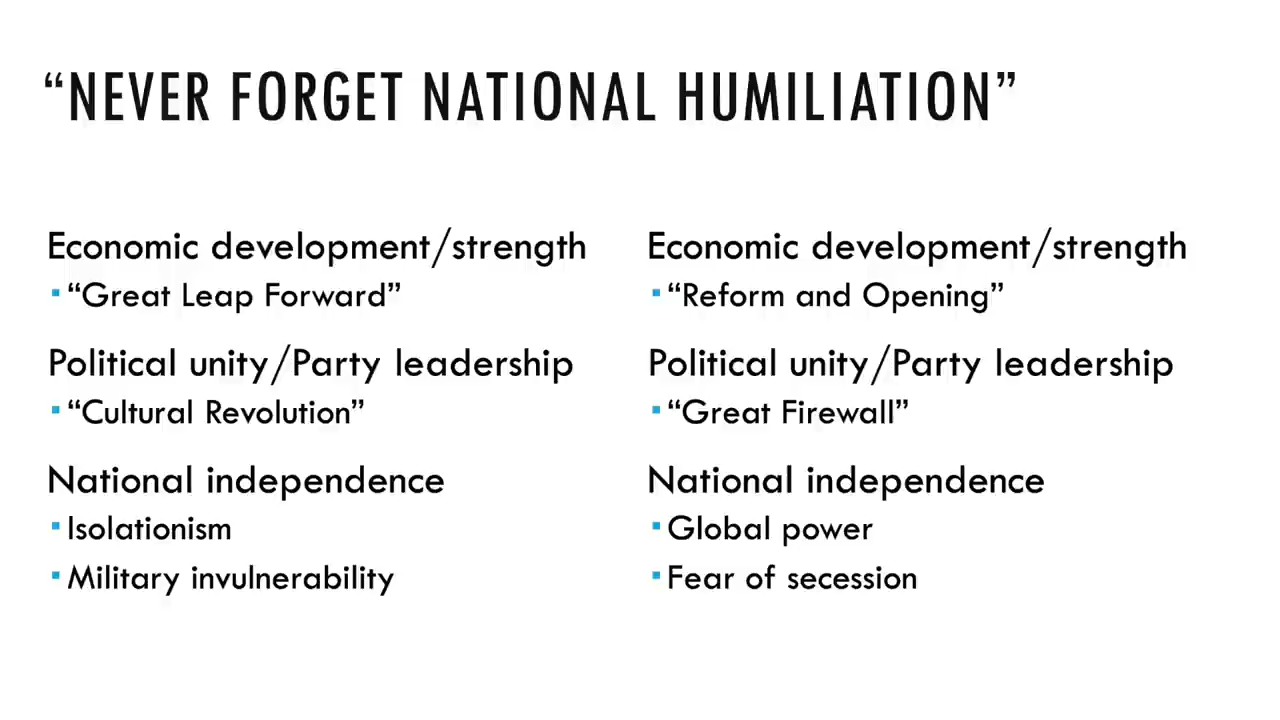 “NEVER FORGET NATIONAL HUMILIATION”
Economic development/strength
▪ “Great Leap Forward”
Political unity/Party leadership
▪ “Cultural Revolution”
National independence
▪ Isolationism
▪ Military invulnerability
Economic development/strength
▪ “Reform and Opening”
Political unity/Party leadership
▪ “Great Firewall”
National independence
▪ Global power
▪ Fear of secession